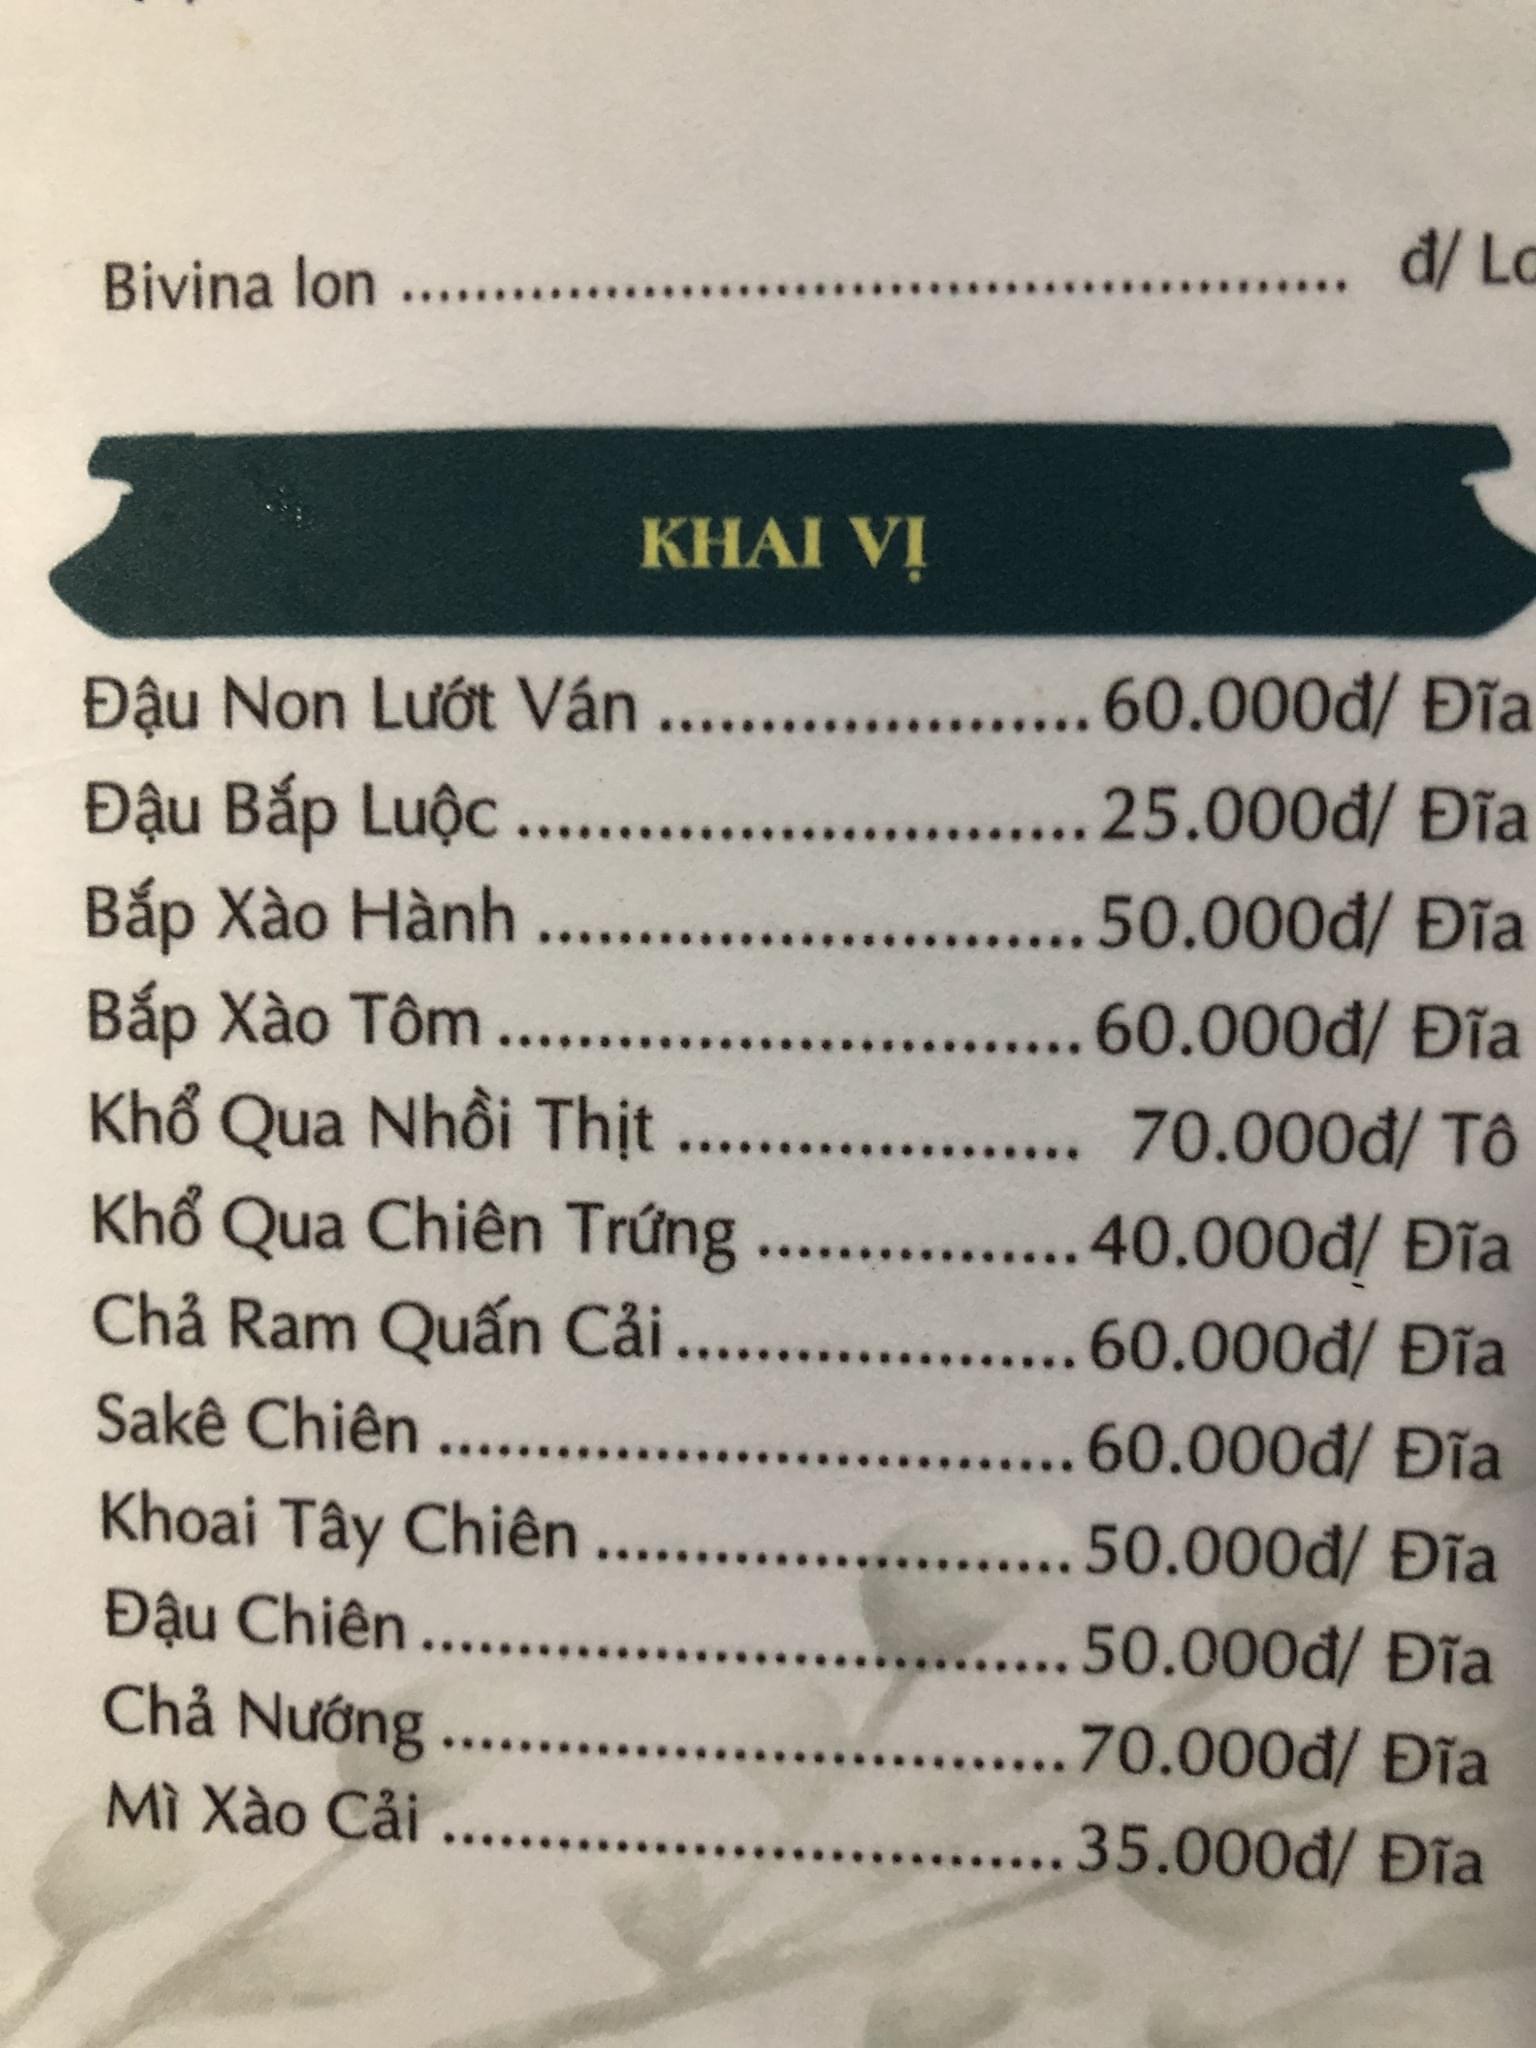 Bivina lon ........................................................ đ/ Lo
KHAI VỊ
Đậu Non Lướt Ván ..........................60.000đ/ Đĩa
Đậu Bắp Luộc ..................................25.000đ/ Đĩa
Bắp Xào Hành .................................50.000đ/ Đĩa
Bắp Xào Tôm ...................................60.000đ/ Đĩa
Khổ Qua Nhồi Thịt ........................ 70.000đ/ Tô
Khổ Qua Chiên Trứng ...................40.000đ/ Đĩa
Chả Ram Quấn Cải........................60.000đ/ Đĩa
Sakê Chiên ......................................60.000đ/ Đĩa
Khoai Tây Chiên ............................50.000đ/ Đĩa
Đậu Chiên.......................................50.000đ/ Đĩa
Chả Nướng .....................................70.000đ/ Đĩa
Mì Xào Cải .....................................35.000đ/ Đĩa